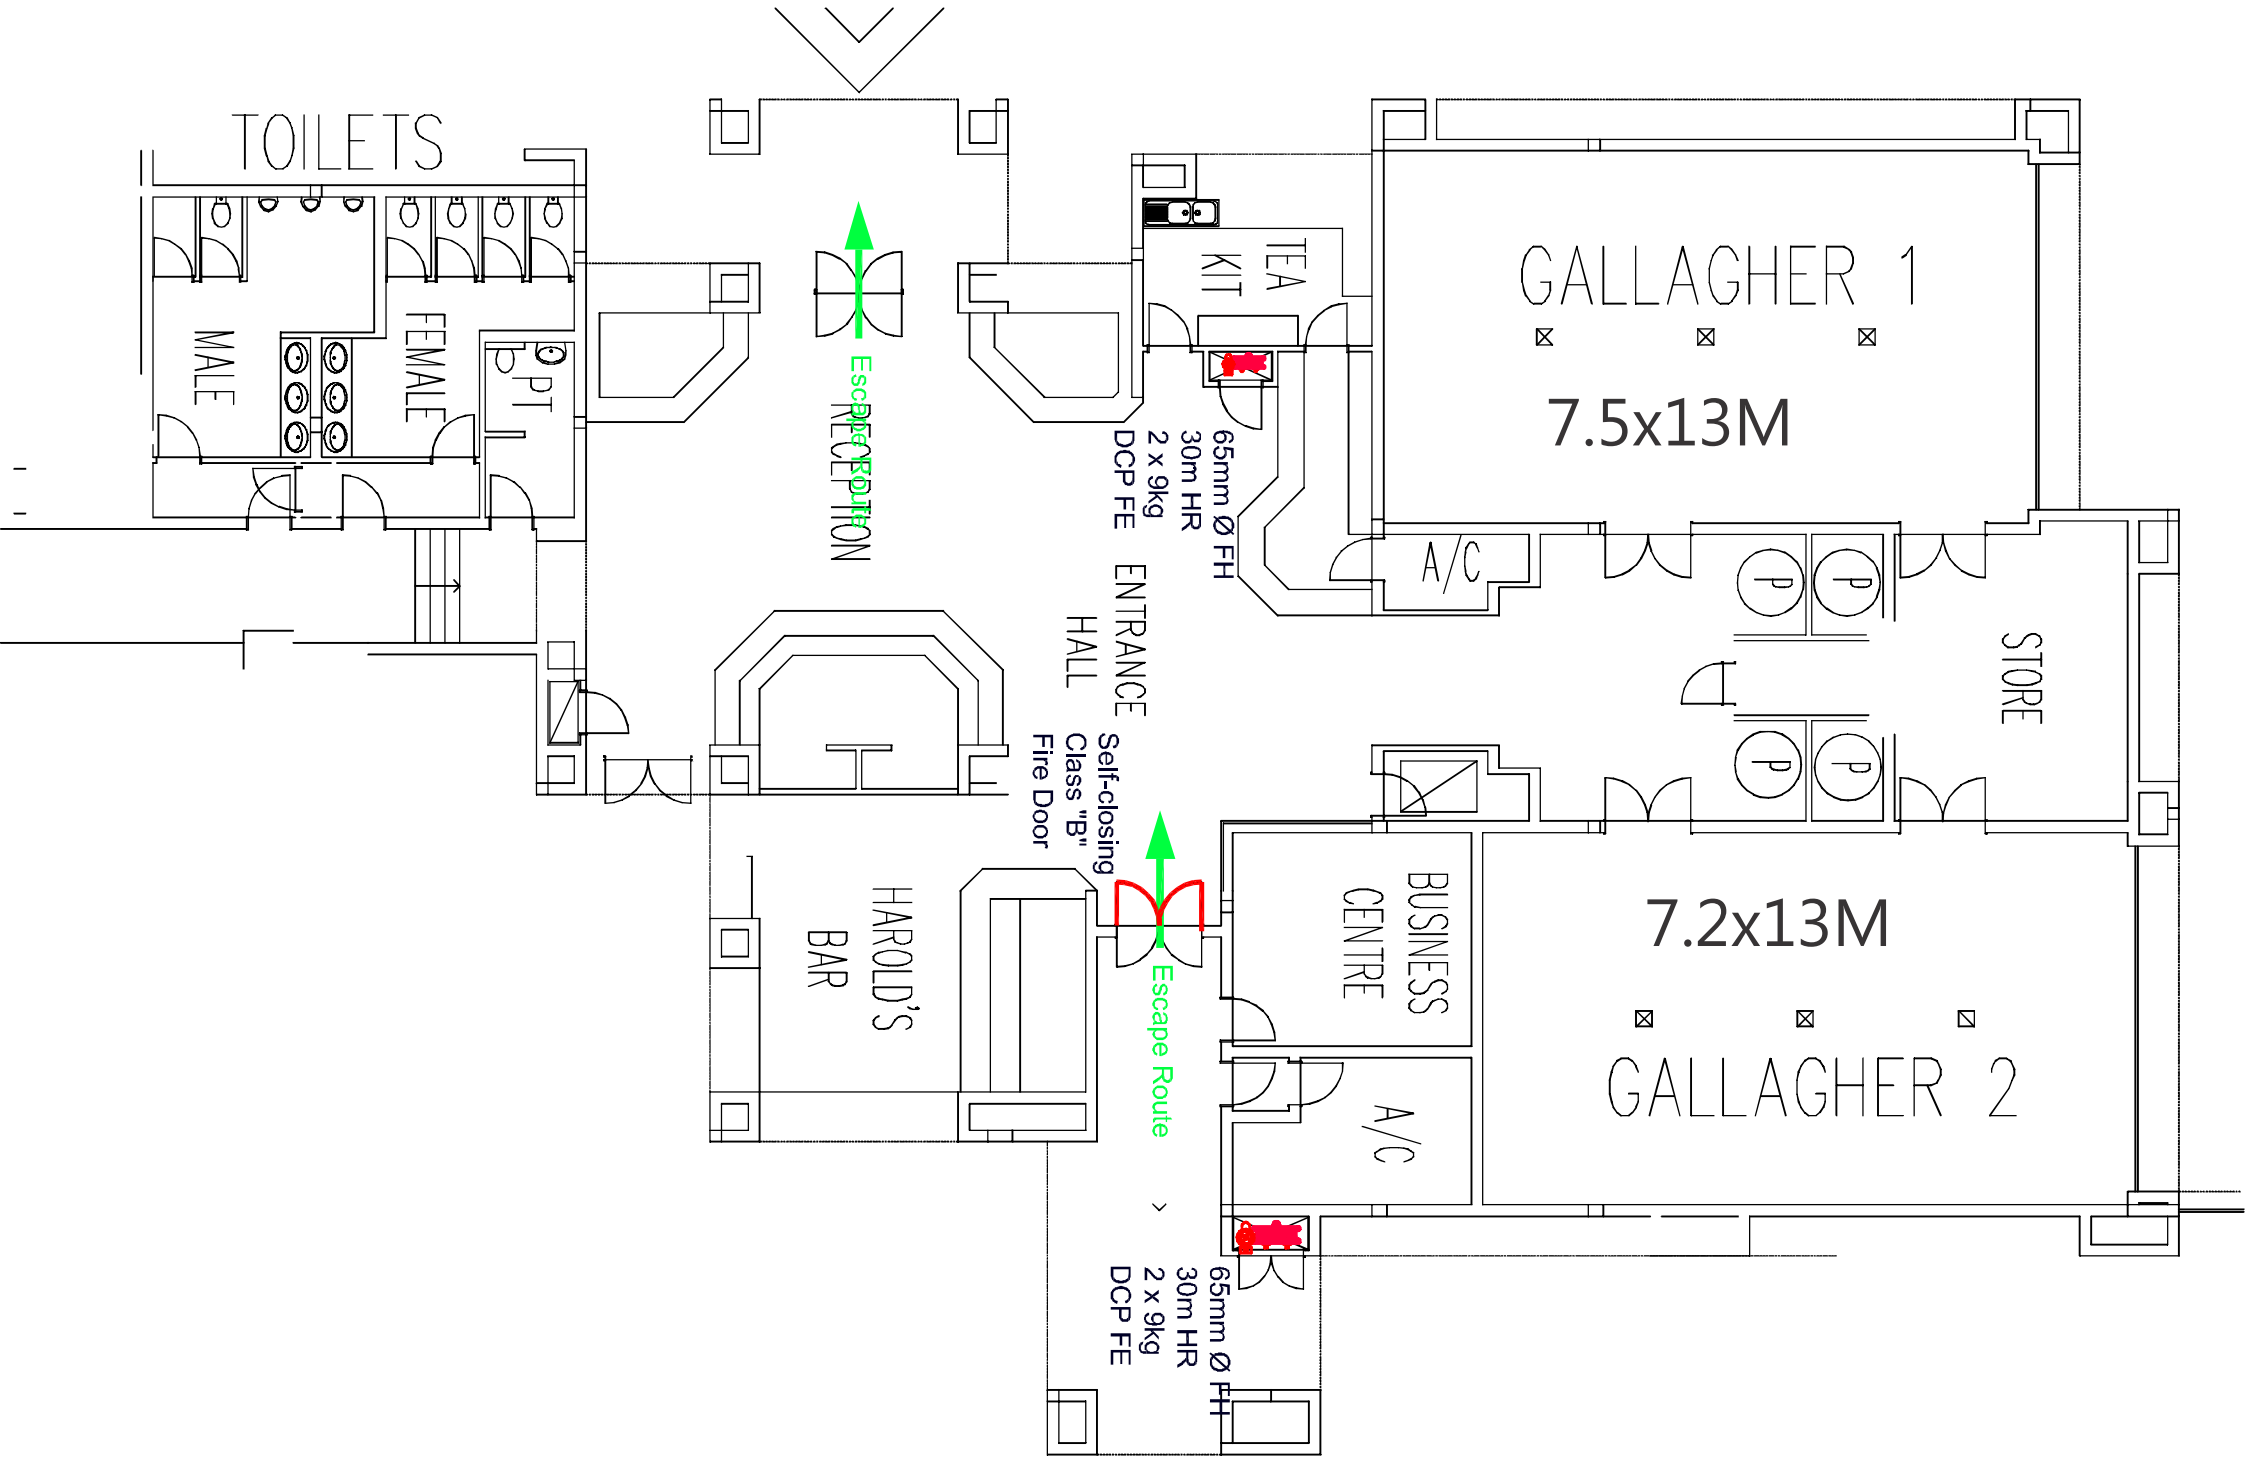 TOILETS
MALE
FEMALE
PT
Escape Route
RECEPTION
TEA
KIT
65mm Ø FH
30m HR
2 x 9kg
DCP FE
GALLAGHER 1
7.5x13M
A/C
P
P
P
P
STORE
ENTRANCE
HALL
Self-closing
Class "B"
Fire Door
HAROLD'S
BAR
Escape Route
BUSINESS
CENTRE
A/C
7.2x13M
GALLAGHER 2
65mm Ø FH
30m HR
2 x 9kg
DCP FE